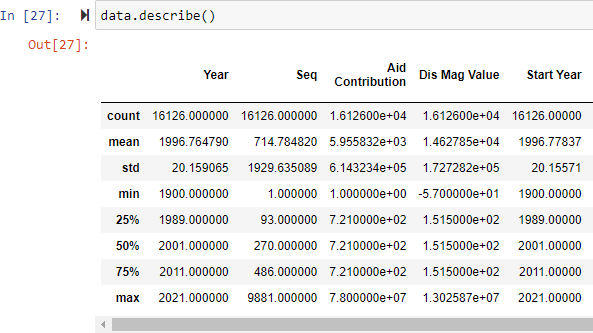 In [27]: data.describe()
Out[27]:
Year Seq Aid Contribution Dis Mag Value Start Year
count 16126.000000 16126.000000 1.612600e+04 1.612600e+04 16126.00000
mean 1996.764790 714.784820 5.955832e+03 1.462785e+04 1996.77837
std 20.159065 1929.635089 6.143234e+05 1.727282e+05 20.15571
min 1900.000000 1.000000 1.000000e+00 -5.700000e+01 1900.00000
25% 1989.000000 93.000000 7.210000e+02 1.515000e+02 1989.00000
50% 2001.000000 270.000000 7.210000e+02 1.515000e+02 2001.00000
75% 2011.000000 486.000000 7.210000e+02 1.515000e+02 2011.00000
max 2021.000000 9881.000000 7.800000e+07 1.302587e+07 2021.00000